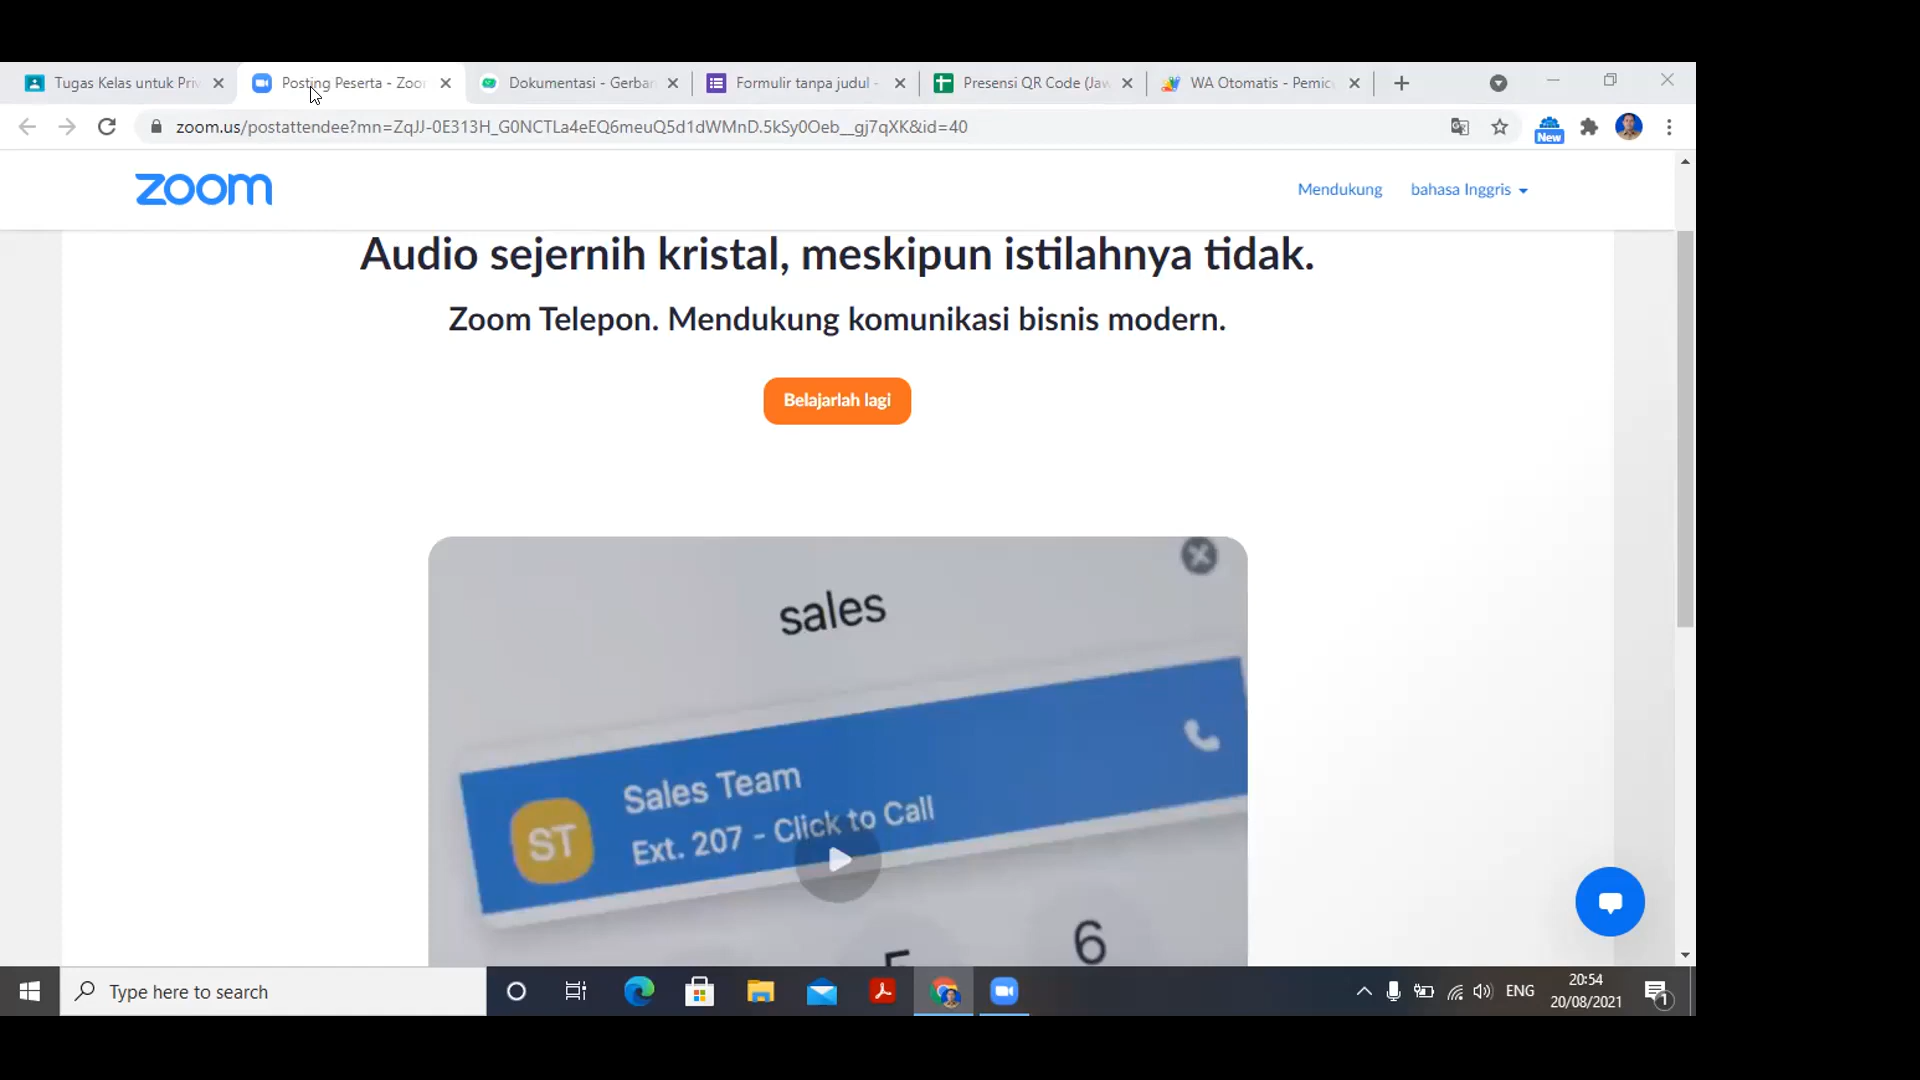 Tugas Kelas untuk Priv
Posting Peserta - Zoo
Dokumentasi - Gerba
Formulir tanpa judul -
Presensi QR Code (Jaw
WA Otomatis - Pemic
zoom.us/postattendee?mn=ZqJJ-0E313H_G0NCTLa4eEQ6meuQ5d1dWMnD.5kSy0Oeb__gj7qXK&id=40
New
zoom
Mendukung
bahasa Inggris
Audio sejernih kristal, meskipun istilahnya tidak.
Zoom Telepon. Mendukung komunikasi bisnis modern.
Belajarlah lagi
sales
ST
Sales Team
Ext. 207 - Click to Call
5
6
Type here to search
ENG
20:54
20/08/2021
1